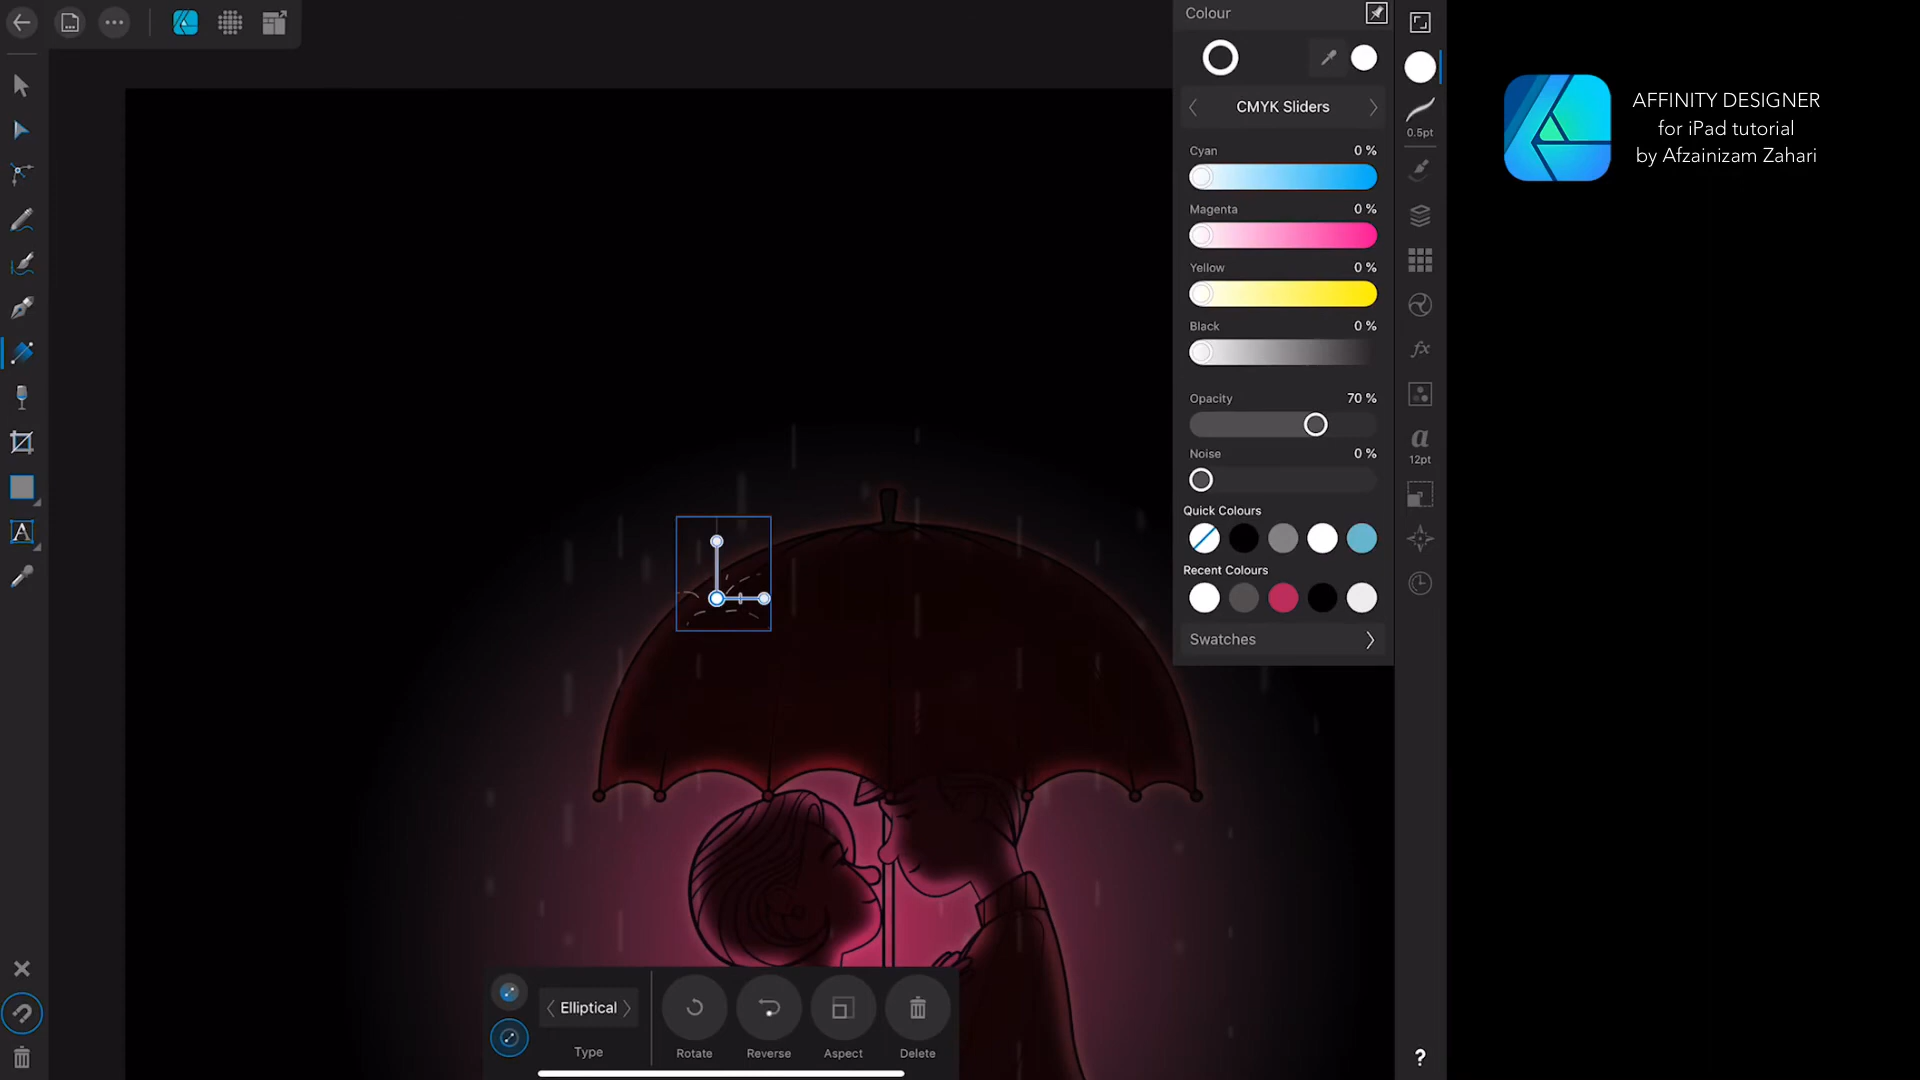 Colour
CMYK Sliders
Cyan 0 %
Magenta 0 %
Yellow 0 %
Black 0 %
Opacity 70 %
Noise 0 %
Quick Colours
Recent Colours
Swatches
0.5pt
fx
a
12pt
?
A
Elliptical
Type
Rotate
Reverse
Aspect
Delete
AFFINITY DESIGNER
for iPad tutorial
by Afzainizam Zahari